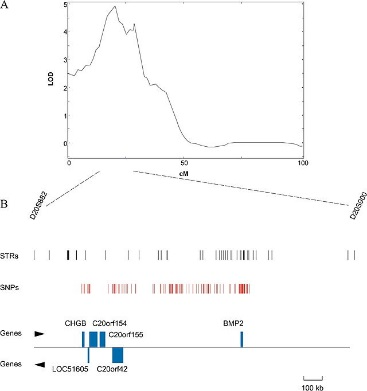 A
5
4
3
2
1
0
LOD
0
50
100
cM
D20S882
D20S900
B
STRs
SNPs
CHGB
C20orf154
Genes
C20orf155
BMP2
Genes
LOC51605
C20orf42
100 kb